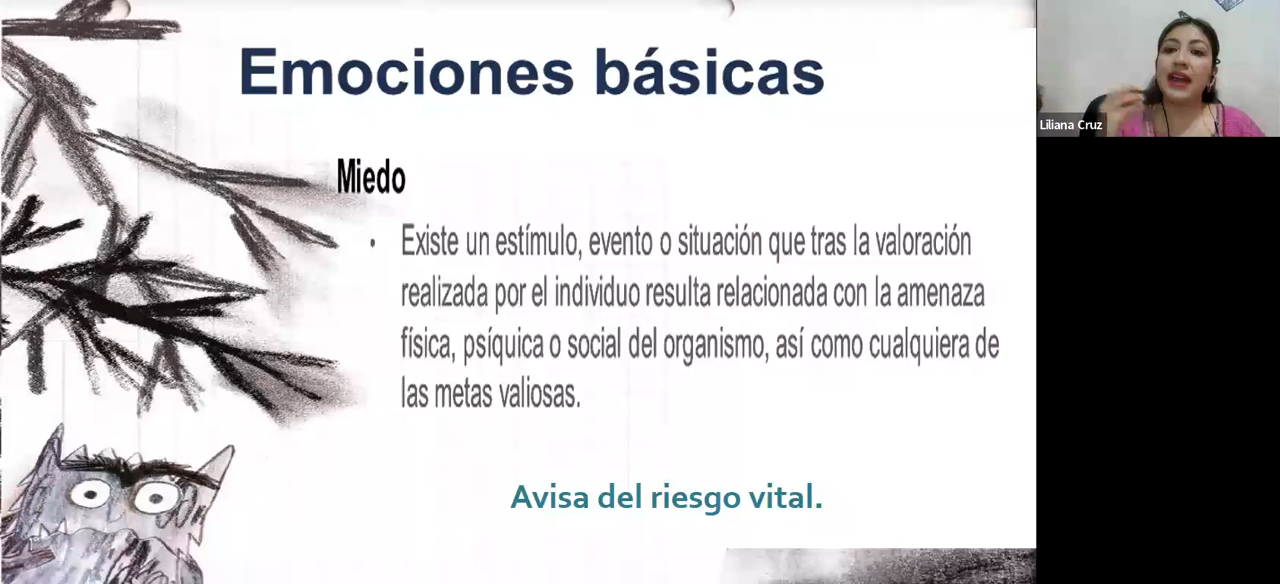 Emociones básicas
Liliana Cruz
Miedo
• Existe un estímulo, evento o situación que tras la valoración
realizada por el individuo resulta relacionada con la amenaza
física, psíquica o social del organismo, así como cualquiera de
las metas valiosas.
Avisa del riesgo vital.